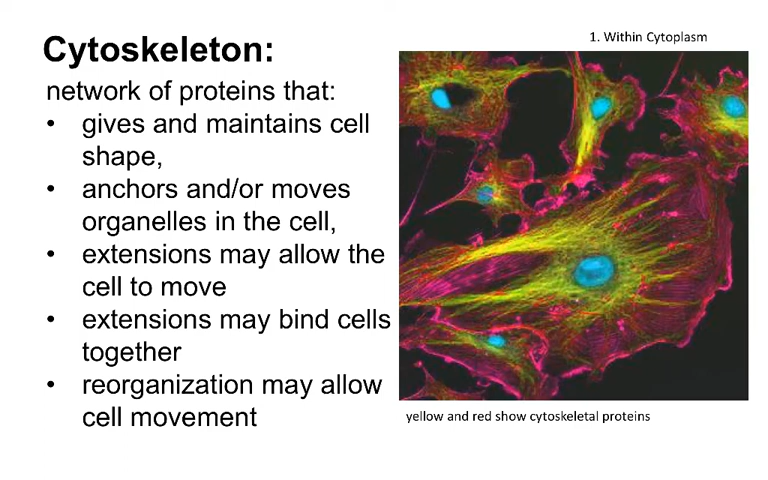 1. Within Cytoplasm
Cytoskeleton:
network of proteins that:
• gives and maintains cell
shape,
• anchors and/or moves
organelles in the cell,
• extensions may allow the
cell to move
• extensions may bind cells
together
• reorganization may allow
cell movement
yellow and red show cytoskeletal proteins